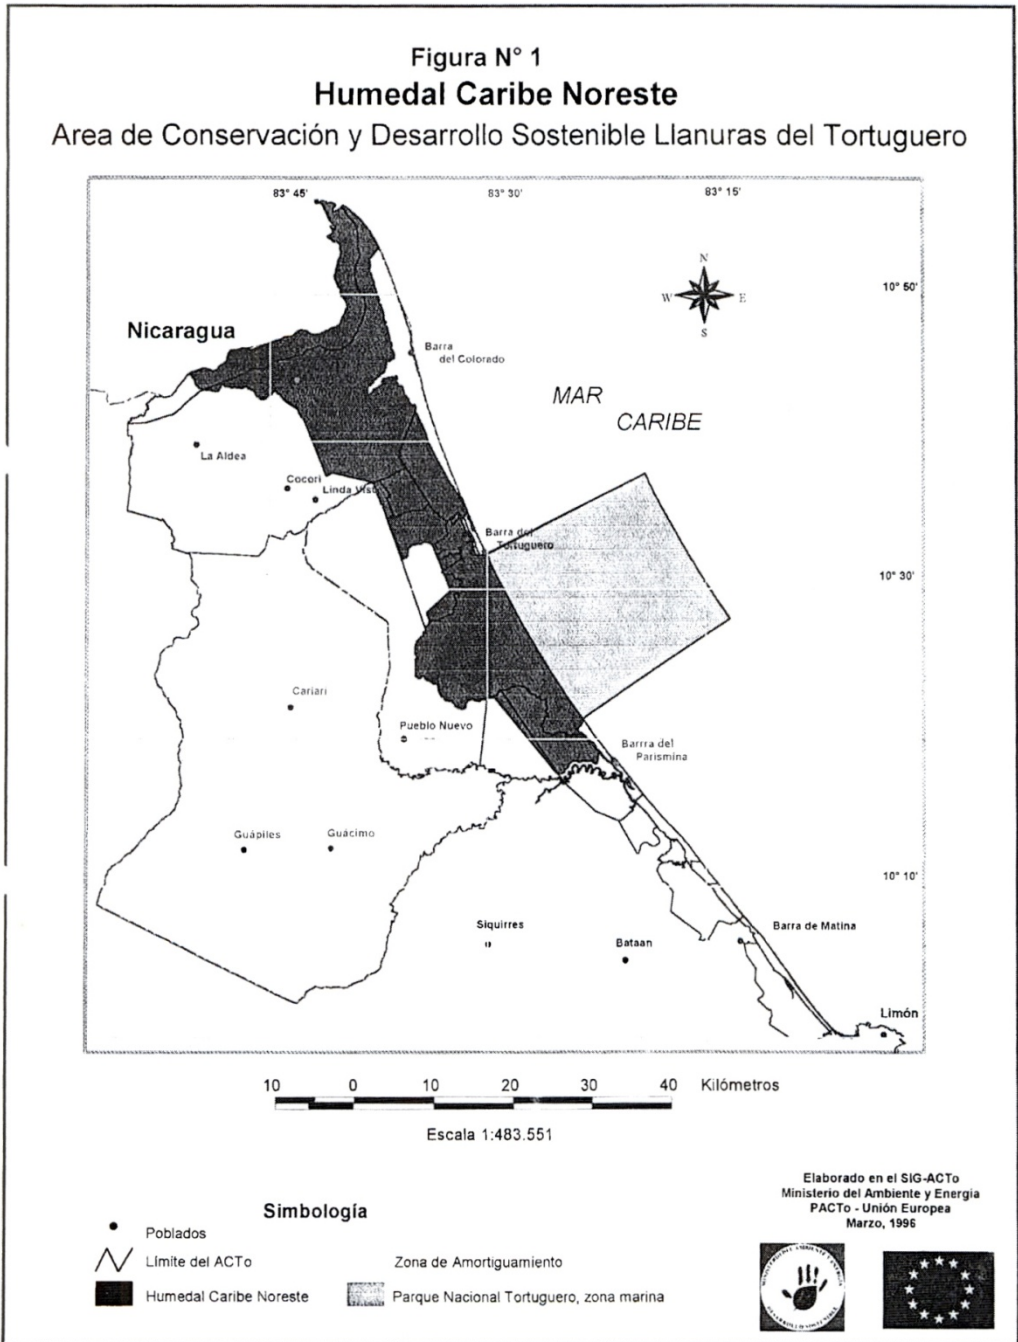 Figura N° 1
Humedal Caribe Noreste
Area de Conservación y Desarrollo Sostenible Llanuras del Tortuguero
83° 45'
83° 30'
83° 15'
N
W
E
S
10° 50'
Nicaragua
Barra
del Colorado
MAR
CARIBE
La Aldea
Cocori
Linda Vista
Barra del
Tortuguero
10° 30'
Cariari
Pueblo Nuevo
Barrra del
Parismina
Guápiles
Guácimo
10° 10'
Siquirres
Bataan
Barra de Matina
Limón
10 0 10 20 30 40 Kilómetros
Escala 1:483.551
Elaborado en el SIG-ACTo
Ministerio del Ambiente y Energia
PACTo - Unión Europea
Marzo, 1996
Simbología
Poblados
Límite del ACTo
Zona de Amortiguamiento
Humedal Caribe Noreste
Parque Nacional Tortuguero, zona marina